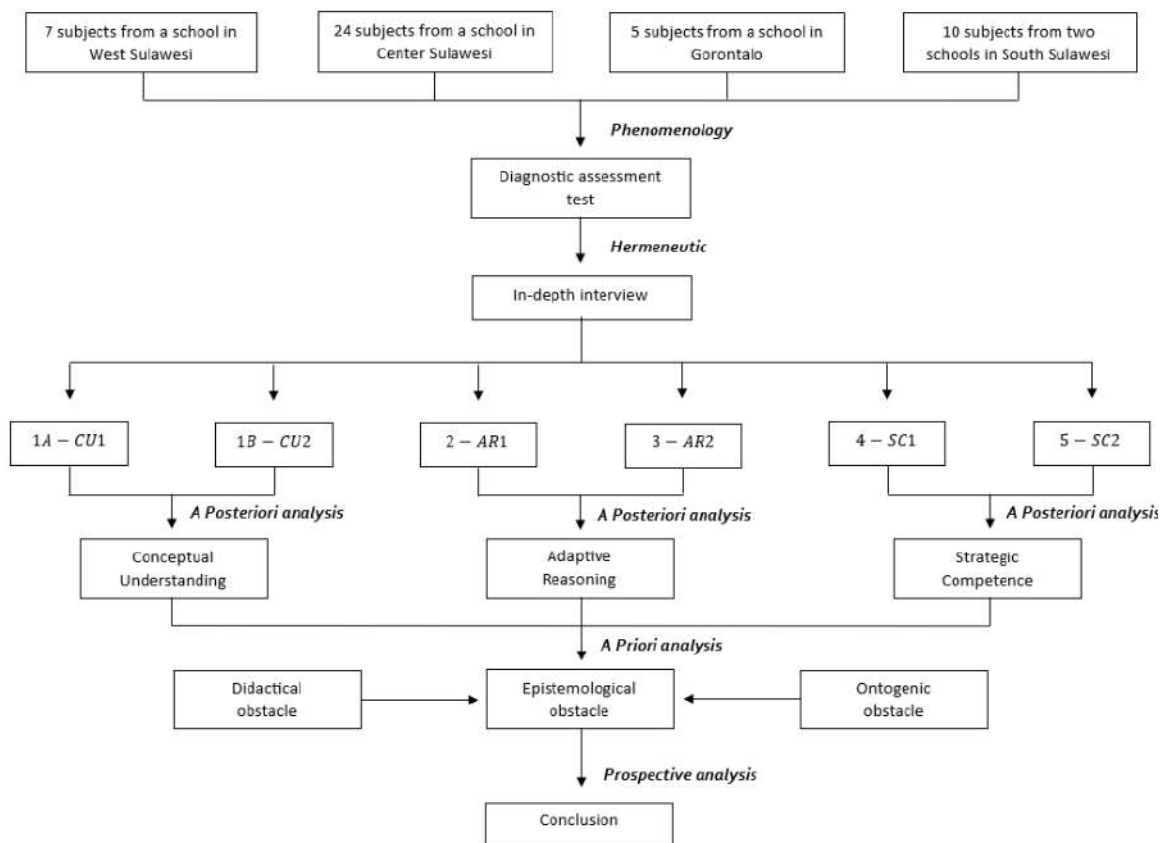 7 subjects from a school in
West Sulawesi
24 subjects from a school in
Center Sulawesi
5 subjects from a school in
Gorontalo
10 subjects from two
schools in South Sulawesi
Phenomenology
Diagnostic assessment
test
Hermeneutic
In-depth interview
1A – CU1
1B – CU2
2 – AR1
3 – AR2
4 – SC1
5 – SC2
A Posteriori analysis
A Posteriori analysis
A Posteriori analysis
Conceptual
Understanding
Adaptive
Reasoning
Strategic
Competence
A Priori analysis
Didactical
obstacle
Epistemological
obstacle
Ontogenic
obstacle
Prospective analysis
Conclusion